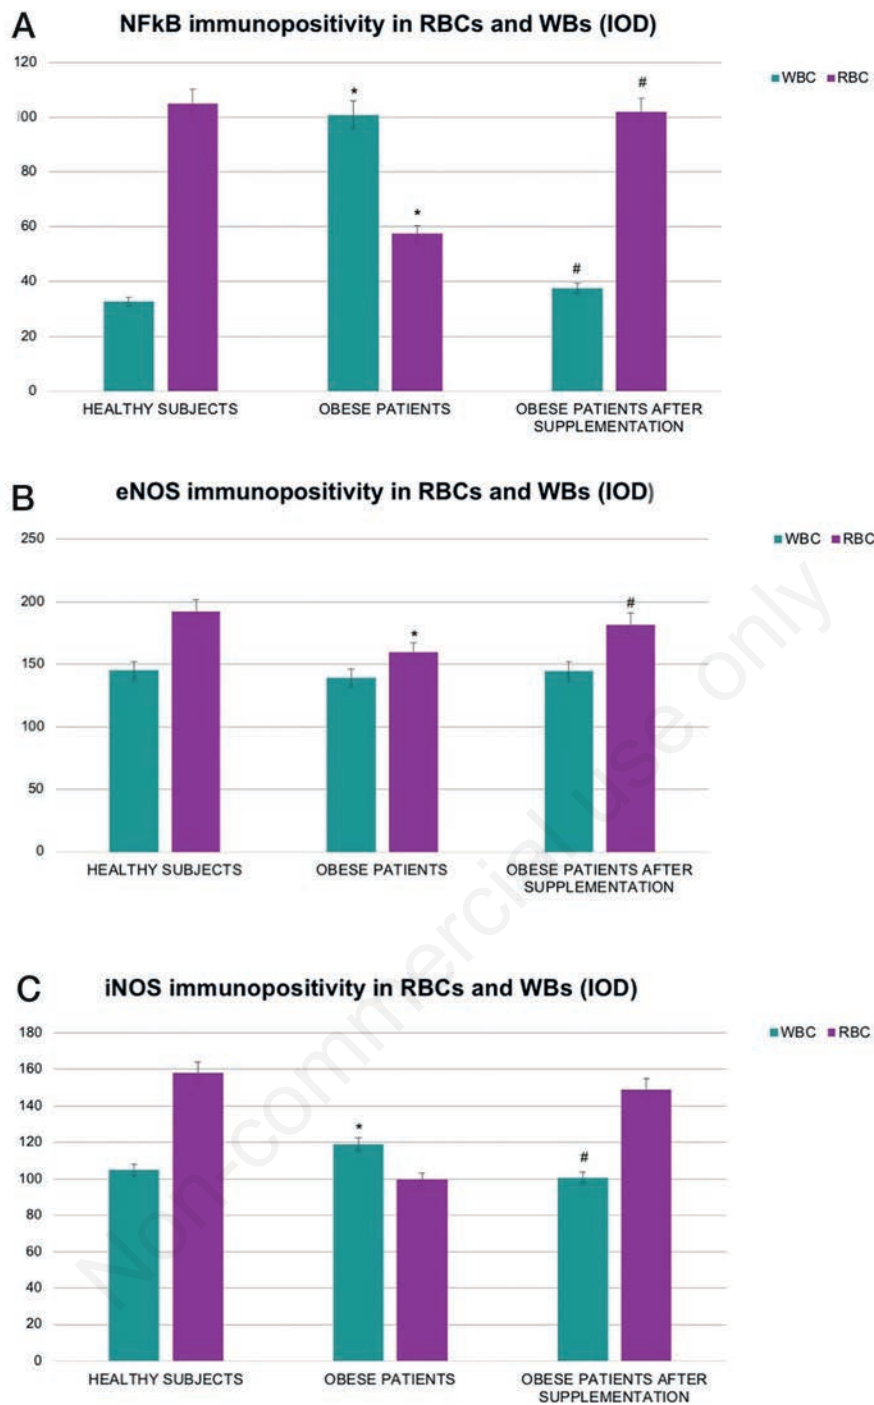 A
NFkB immunopositivity in RBCs and WBs (IOD)
WBC RBC
120
100
80
60
40
20
0
*
*
#
#
HEALTHY SUBJECTS
OBESE PATIENTS
OBESE PATIENTS AFTER
SUPPLEMENTATION
B
eNOS immunopositivity in RBCs and WBs (IOD)
WBC RBC
250
200
150
100
50
0
*
#
HEALTHY SUBJECTS
OBESE PATIENTS
OBESE PATIENTS AFTER
SUPPLEMENTATION
C
iNOS immunopositivity in RBCs and WBs (IOD)
WBC RBC
180
160
140
120
100
80
60
40
20
0
*
#
HEALTHY SUBJECTS
OBESE PATIENTS
OBESE PATIENTS AFTER
SUPPLEMENTATION
Non-commercial use only